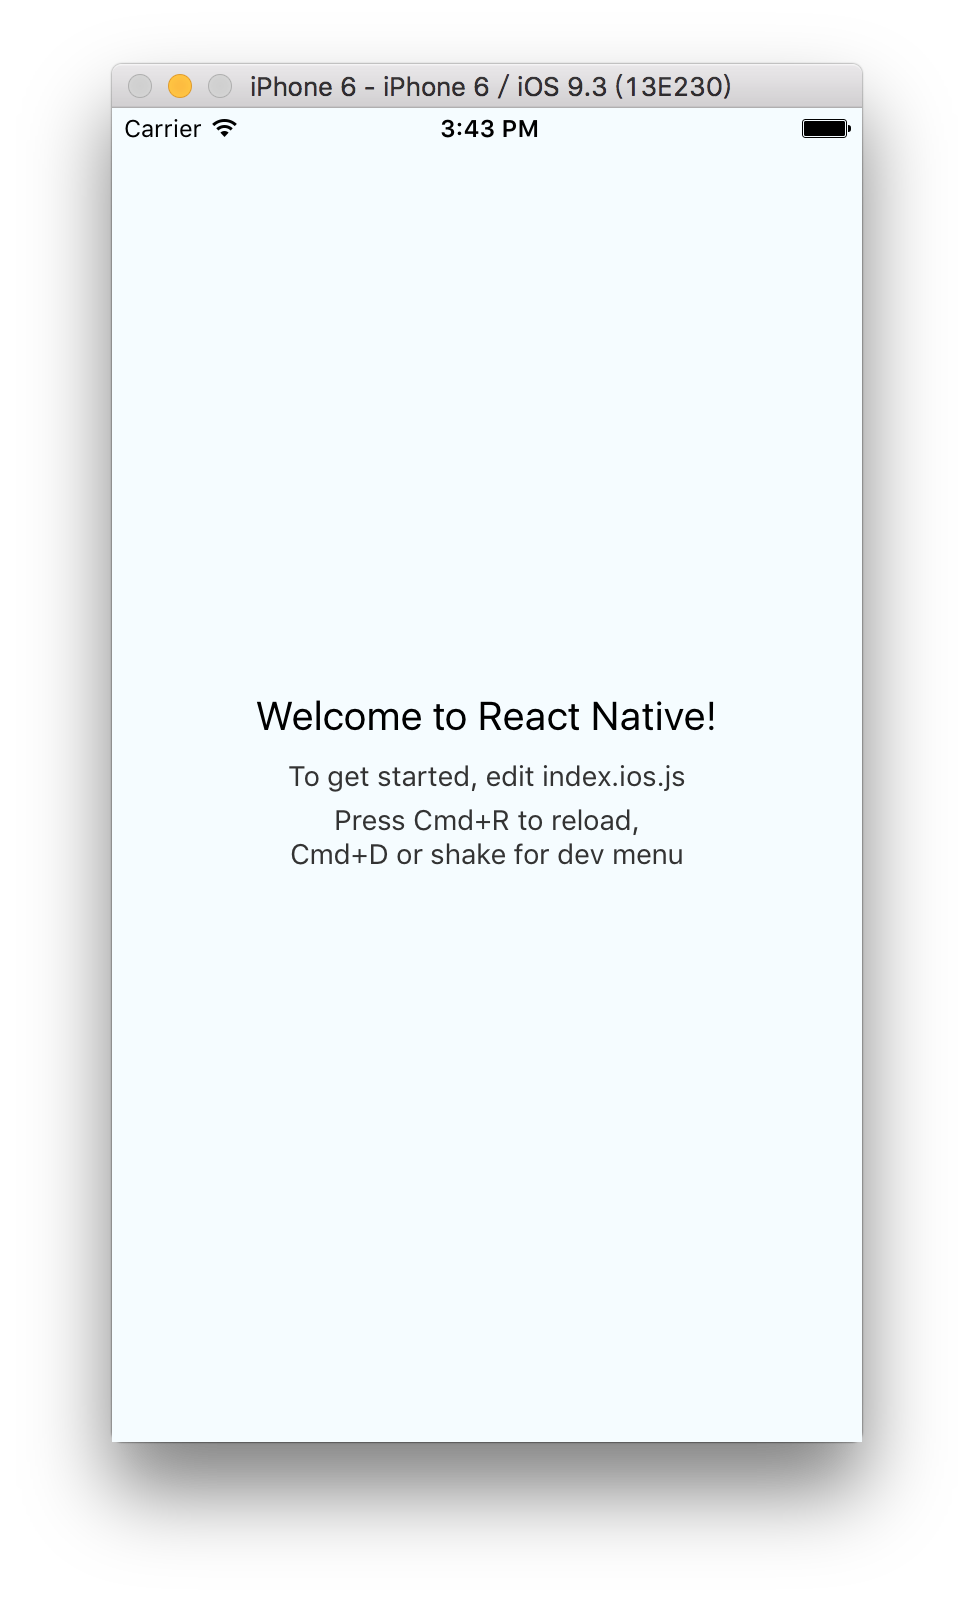 iPhone 6 - iPhone 6 / iOS 9.3 (13E230)
Carrier 3:43 PM
Welcome to React Native!
To get started, edit index.ios.js
Press Cmd+R to reload,
Cmd+D or shake for dev menu